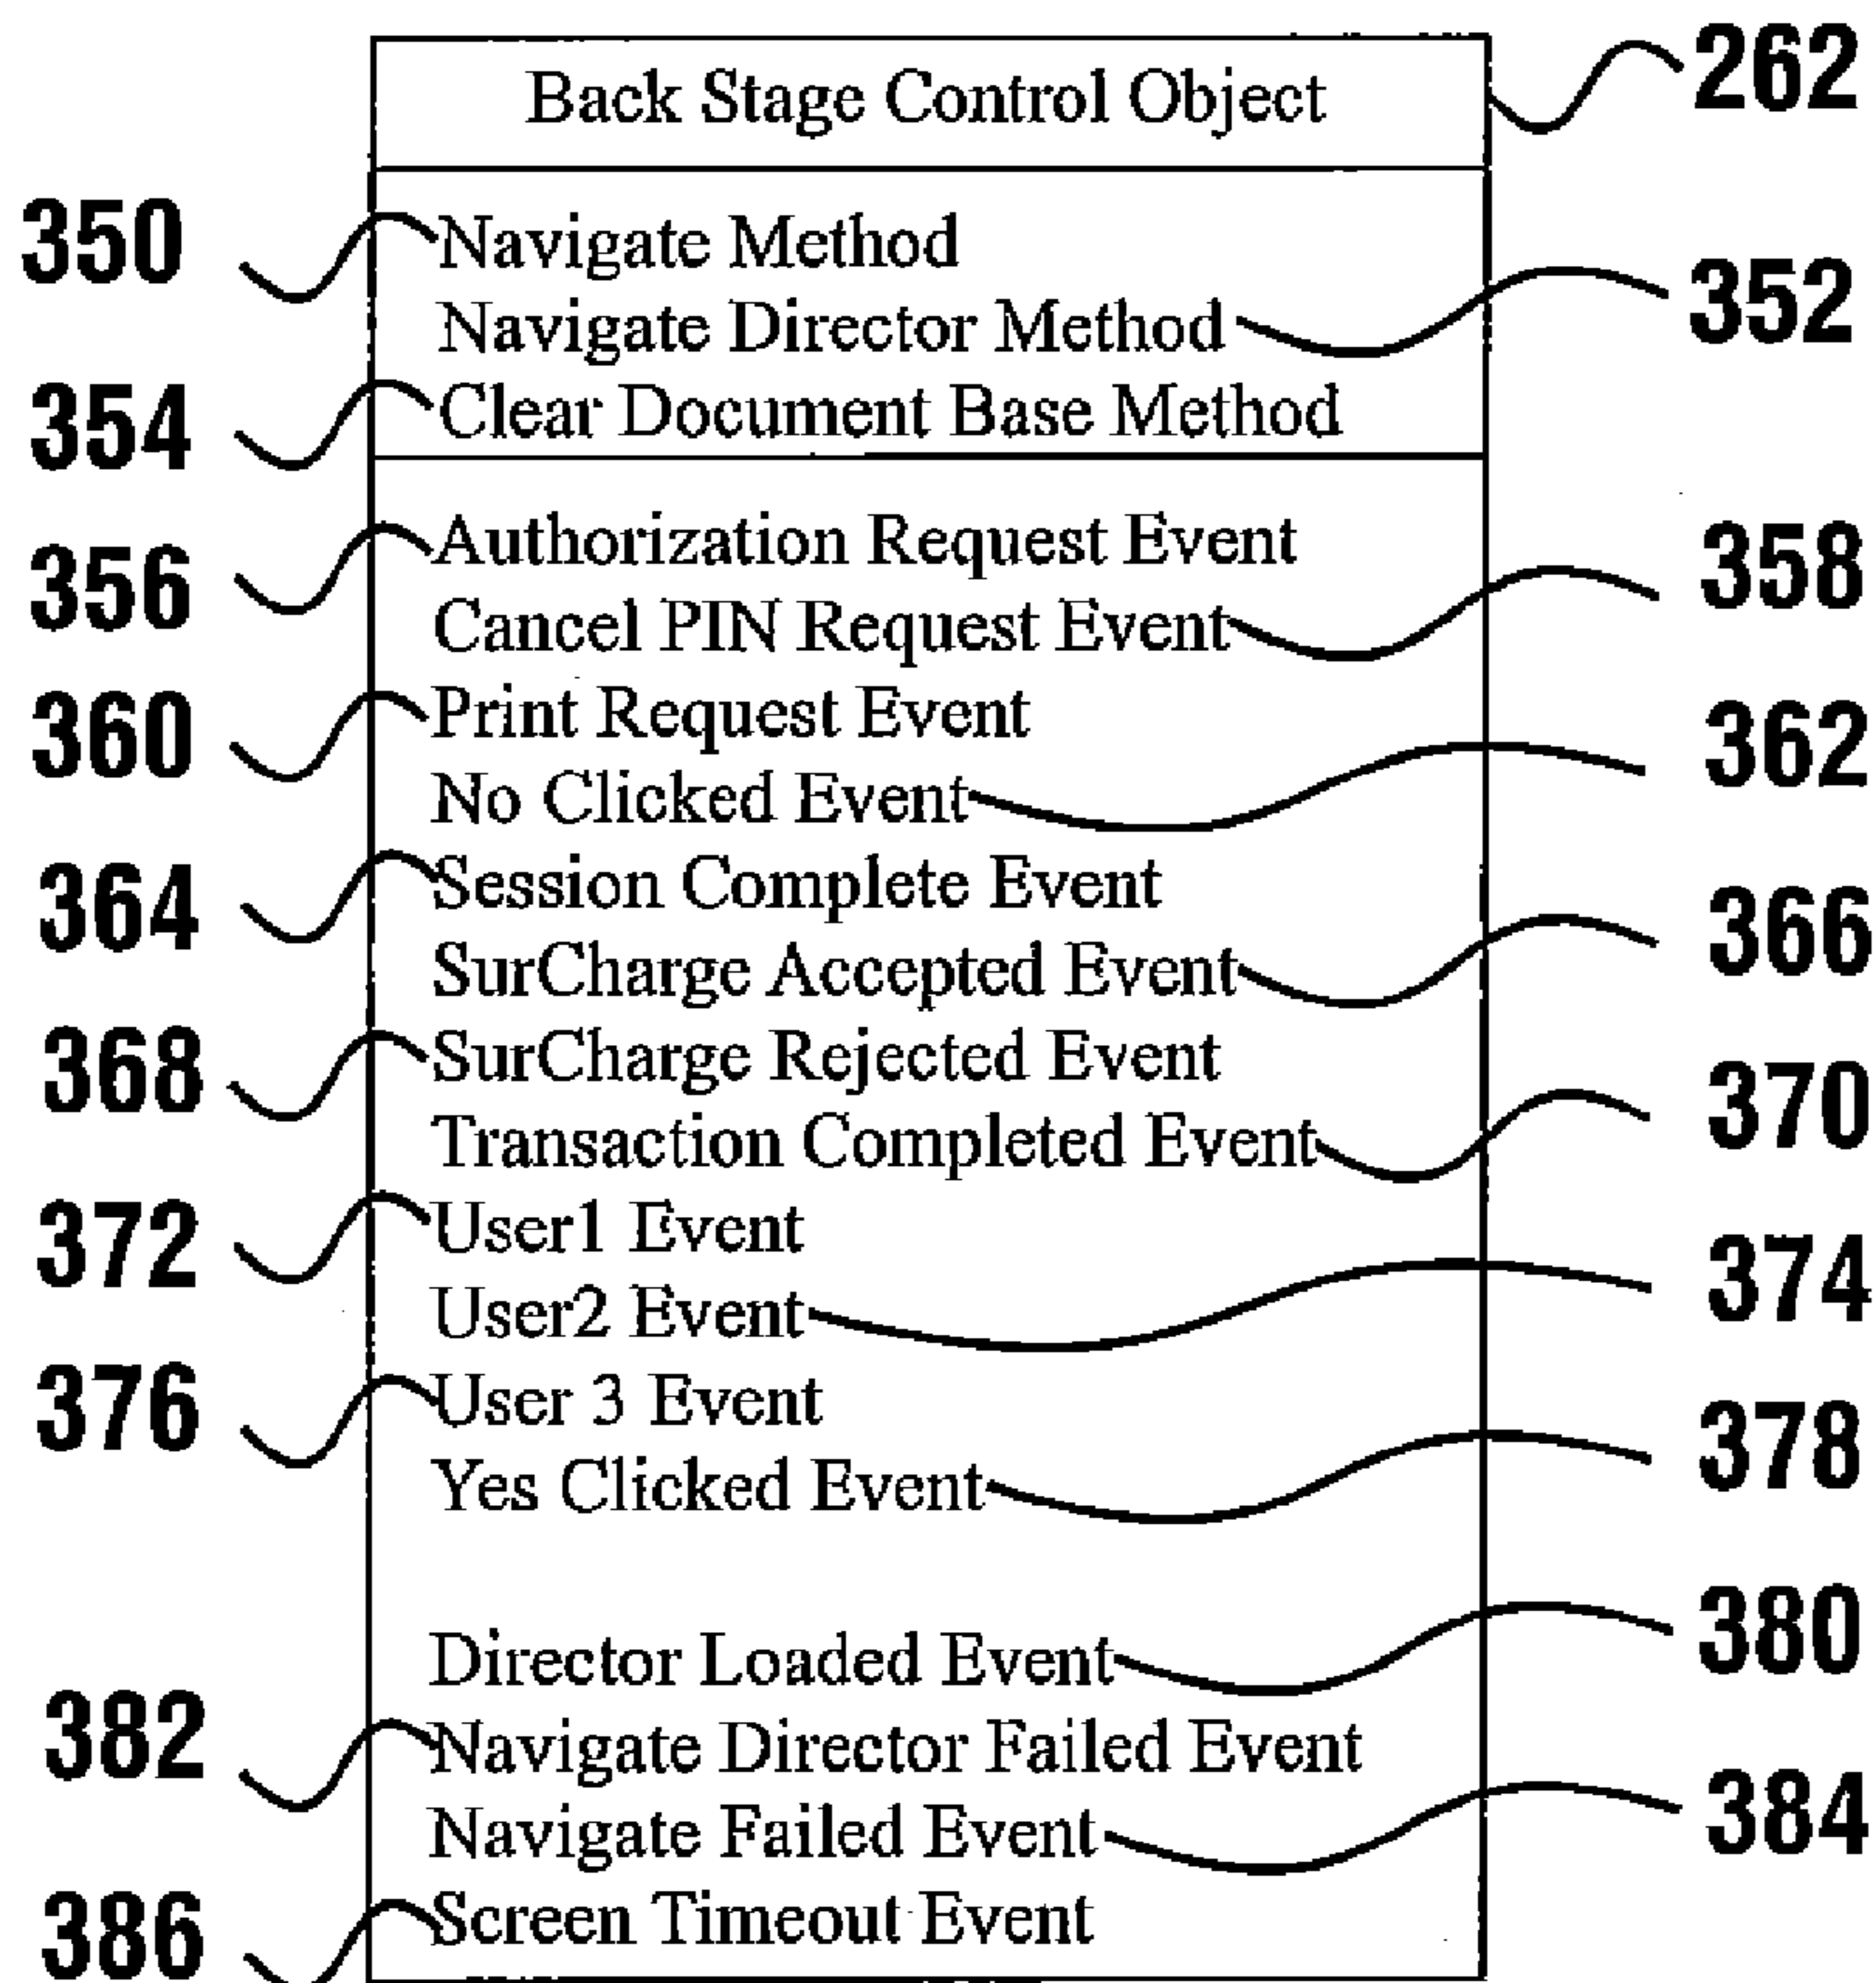 Back Stage Control Object 262
350 Navigate Method
Navigate Director Method 352
354 Clear Document Base Method
356 Authorization Request Event
Cancel PIN Request Event 358
360 Print Request Event
No Clicked Event 362
364 Session Complete Event
SurCharge Accepted Event 366
368 SurCharge Rejected Event
Transaction Completed Event 370
372 User1 Event
User2 Event 374
376 User 3 Event
Yes Clicked Event 378
Director Loaded Event 380
382 Navigate Director Failed Event
Navigate Failed Event 384
386 Screen Timeout Event